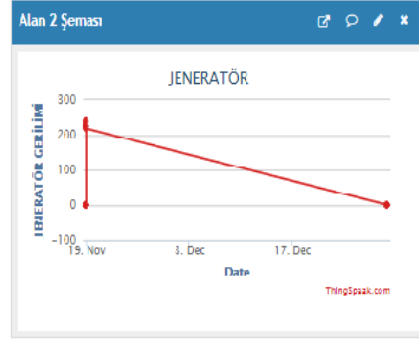 Alan 2 Şeması
JENERATÖR
JENERATÖR GERİLİMİ
300
200
100
0
-100
19. Nov
3. Dec
17. Dec
Date
ThingSpeak.com